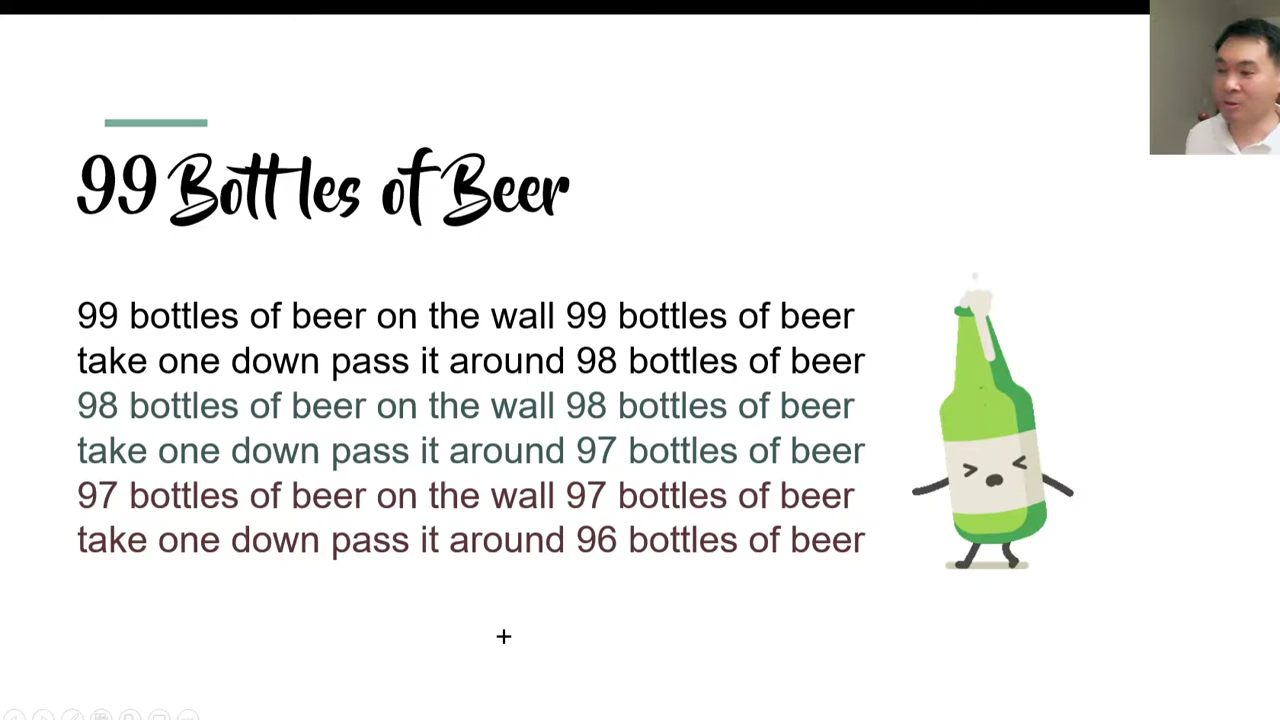 99 Bottles of Beer
99 bottles of beer on the wall 99 bottles of beer
take one down pass it around 98 bottles of beer
98 bottles of beer on the wall 98 bottles of beer
take one down pass it around 97 bottles of beer
97 bottles of beer on the wall 97 bottles of beer
take one down pass it around 96 bottles of beer